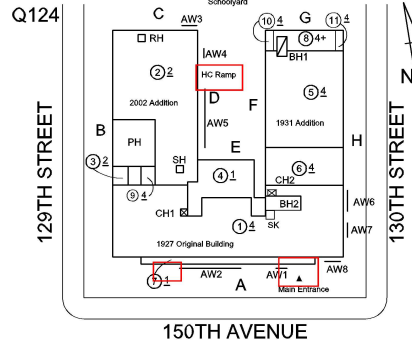 Schoolyard
Q124
C
G
10 4
11 4
AW3
RH
8 4+
AW4
BH1
2 2
HC Ramp
5 4
2002 Addition
D
F
B
AW5
1931 Addition
PH
E
H
129TH STREET
130TH STREET
3 2
SH
4 1
6 4
9 4
CH2
AW6
CH1
BH2
1 4
SK
AW7
1927 Original Building
AW8
7 1
AW2
AW1
A
Main Entrance
150TH AVENUE
N